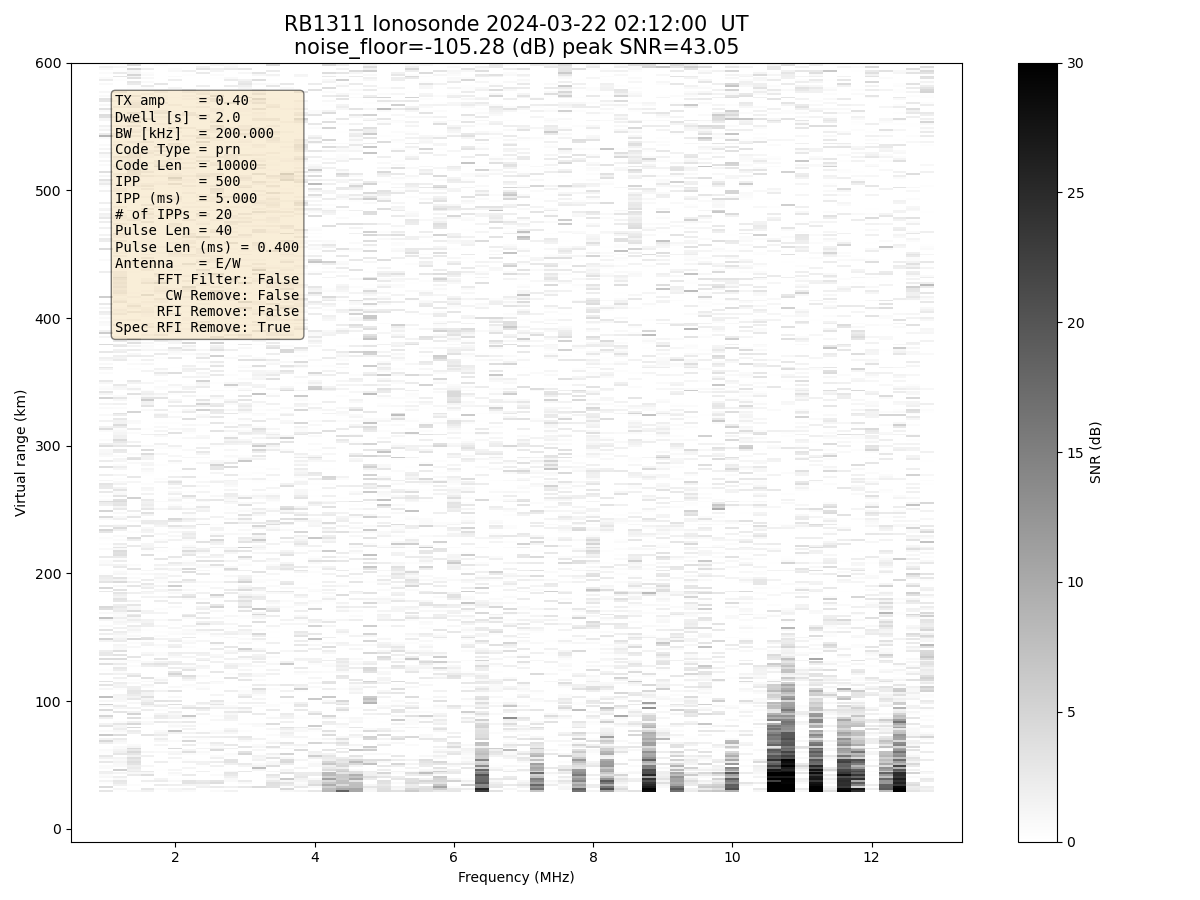 RB1311 Ionosonde 2024-03-22 02:12:00  UT
noise_floor=-105.28 (dB) peak SNR=43.05
600
500
400
300
200
100
0
Virtual range (km)
TX amp    = 0.40
Dwell [s] = 2.0
BW [kHz]  = 200.000
Code Type = prn
Code Len  = 10000
IPP       = 500
IPP (ms)  = 5.000
# of IPPs = 20
Pulse Len = 40
Pulse Len (ms) = 0.400
Antenna   = E/W
FFT Filter: False
CW Remove: False
RFI Remove: False
Spec RFI Remove: True
2 4 6 8 10 12
Frequency (MHz)
30
25
20
15
10
5
0
SNR (dB)